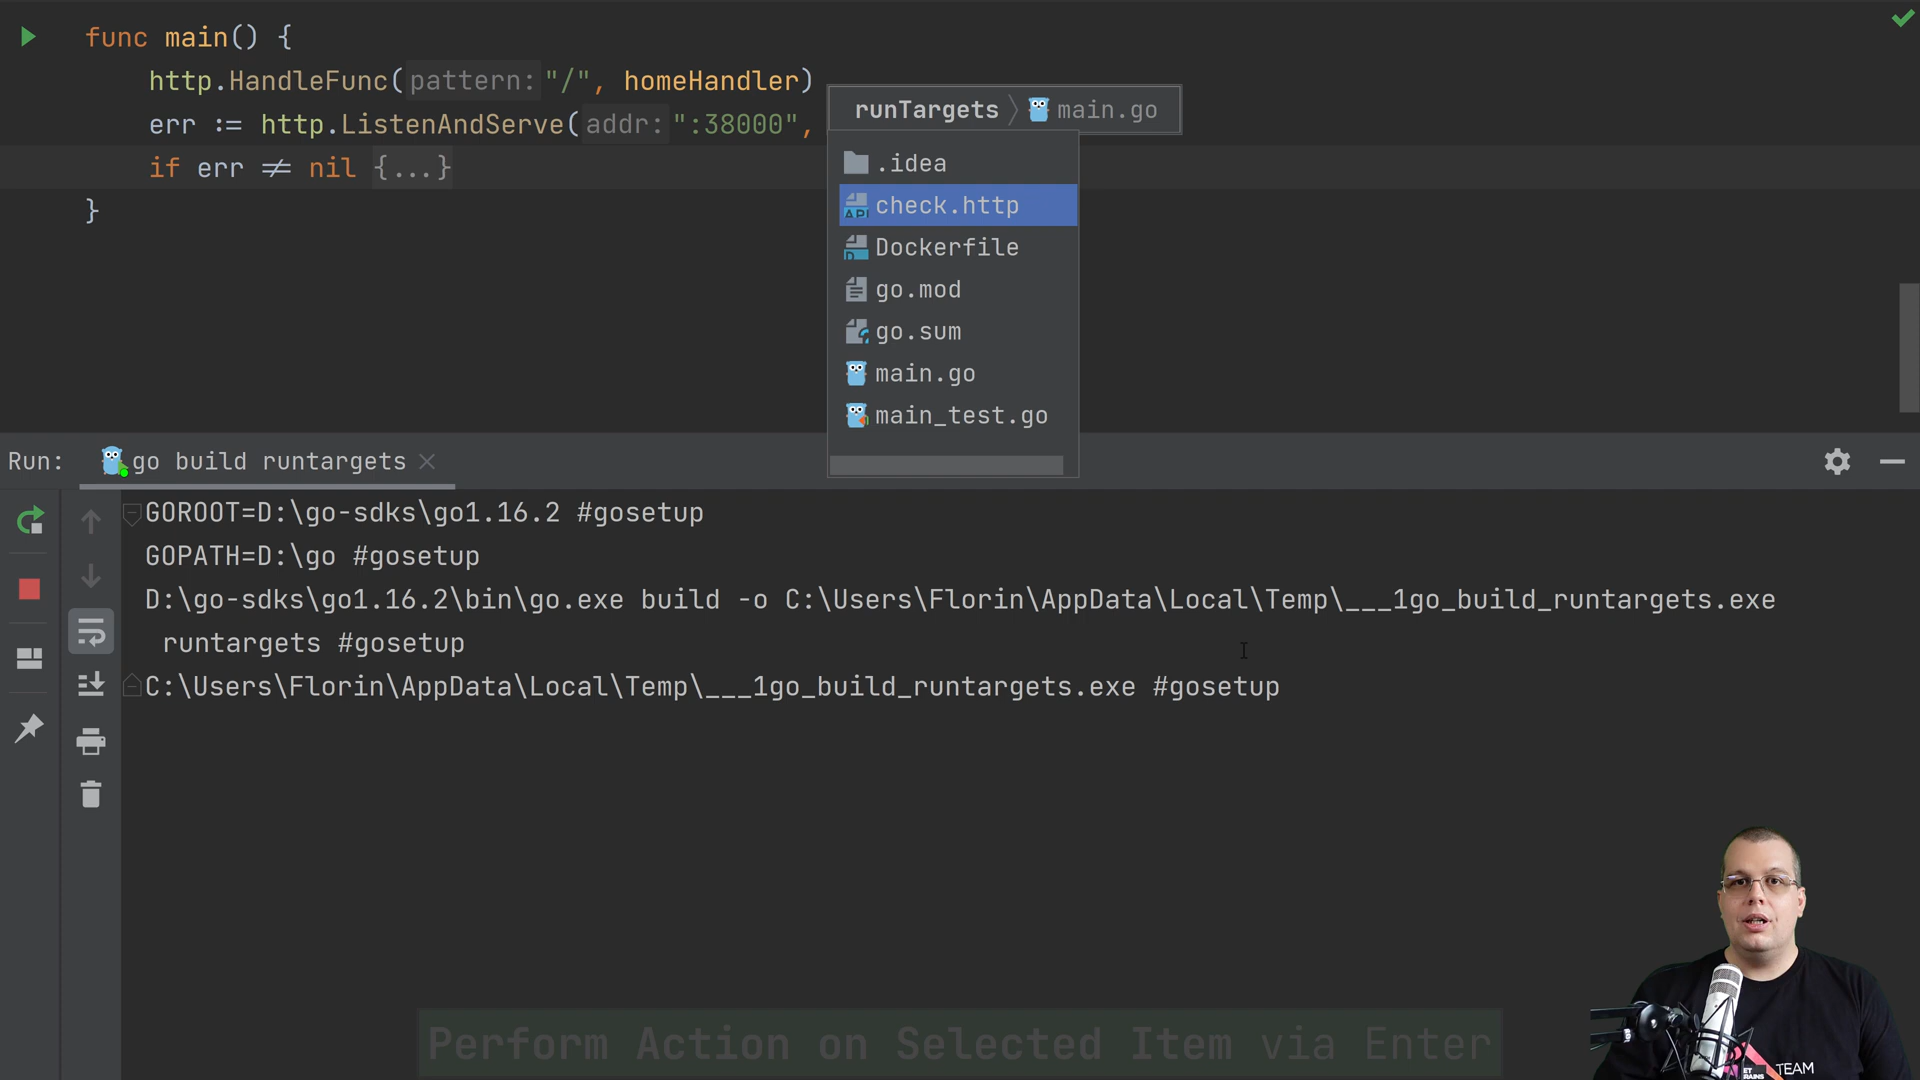 func main() {
http.HandleFunc( pattern: "/", homeHandler)
err := http.ListenAndServe( addr: ":38000",
if err ≠ nil {...}
}
runTargets main.go
.idea
check.http
Dockerfile
go.mod
go.sum
main.go
main_test.go
Run: go build runtargets
GOROOT=D:\go-sdks\go1.16.2 #gosetup
GOPATH=D:\go #gosetup
D:\go-sdks\go1.16.2\bin\go.exe build -o C:\Users\Florin\AppData\Local\Temp\___1go_build_runtargets.exe
runtargets #gosetup
C:\Users\Florin\AppData\Local\Temp\___1go_build_runtargets.exe #gosetup
Perform Action on Selected Item via Enter
TEAM